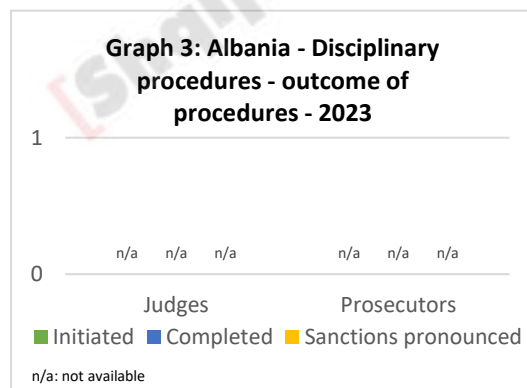 Graph 3: Albania - Disciplinary
procedures - outcome of
procedures - 2023
1
n/a n/a n/a n/a n/a n/a
0
Judges Prosecutors
Initiated Completed Sanctions pronounced
n/a: not available